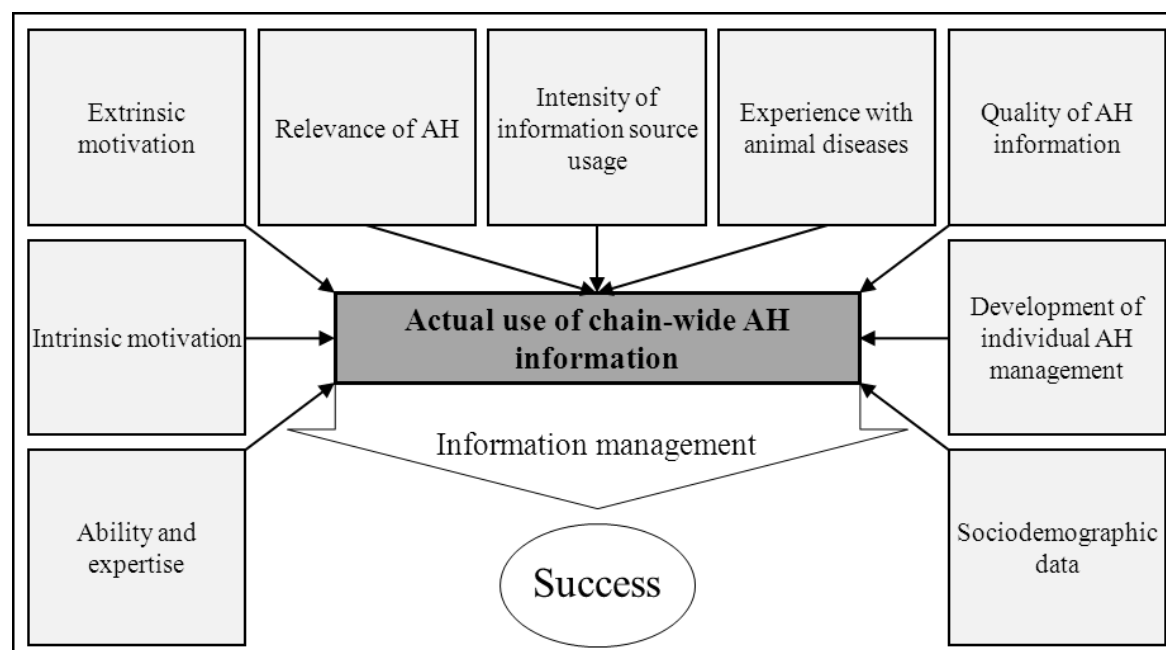 Extrinsic
motivation
Relevance of AH
Intensity of
information source
usage
Experience with
animal diseases
Quality of AH
information
Intrinsic motivation
Actual use of chain-wide AH
information
Development of
individual AH
management
Information management
Ability and
expertise
Success
Sociodemographic
data